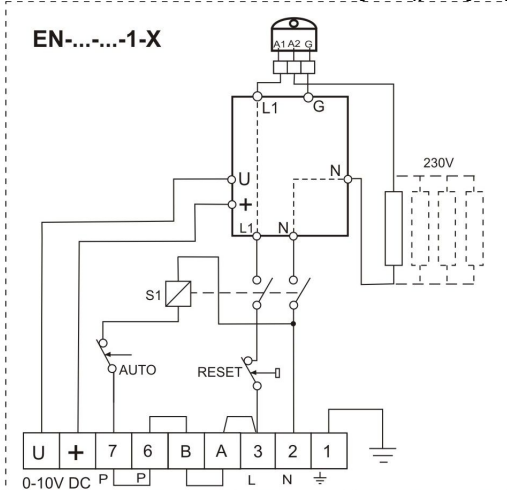 EN-...-...-1-X
A1 A2 G
L1 G
N
230V
U
+
L1 N
S1
AUTO
RESET
U + 7 6 B A 3 2 1
0-10V DC P P L N ⏚